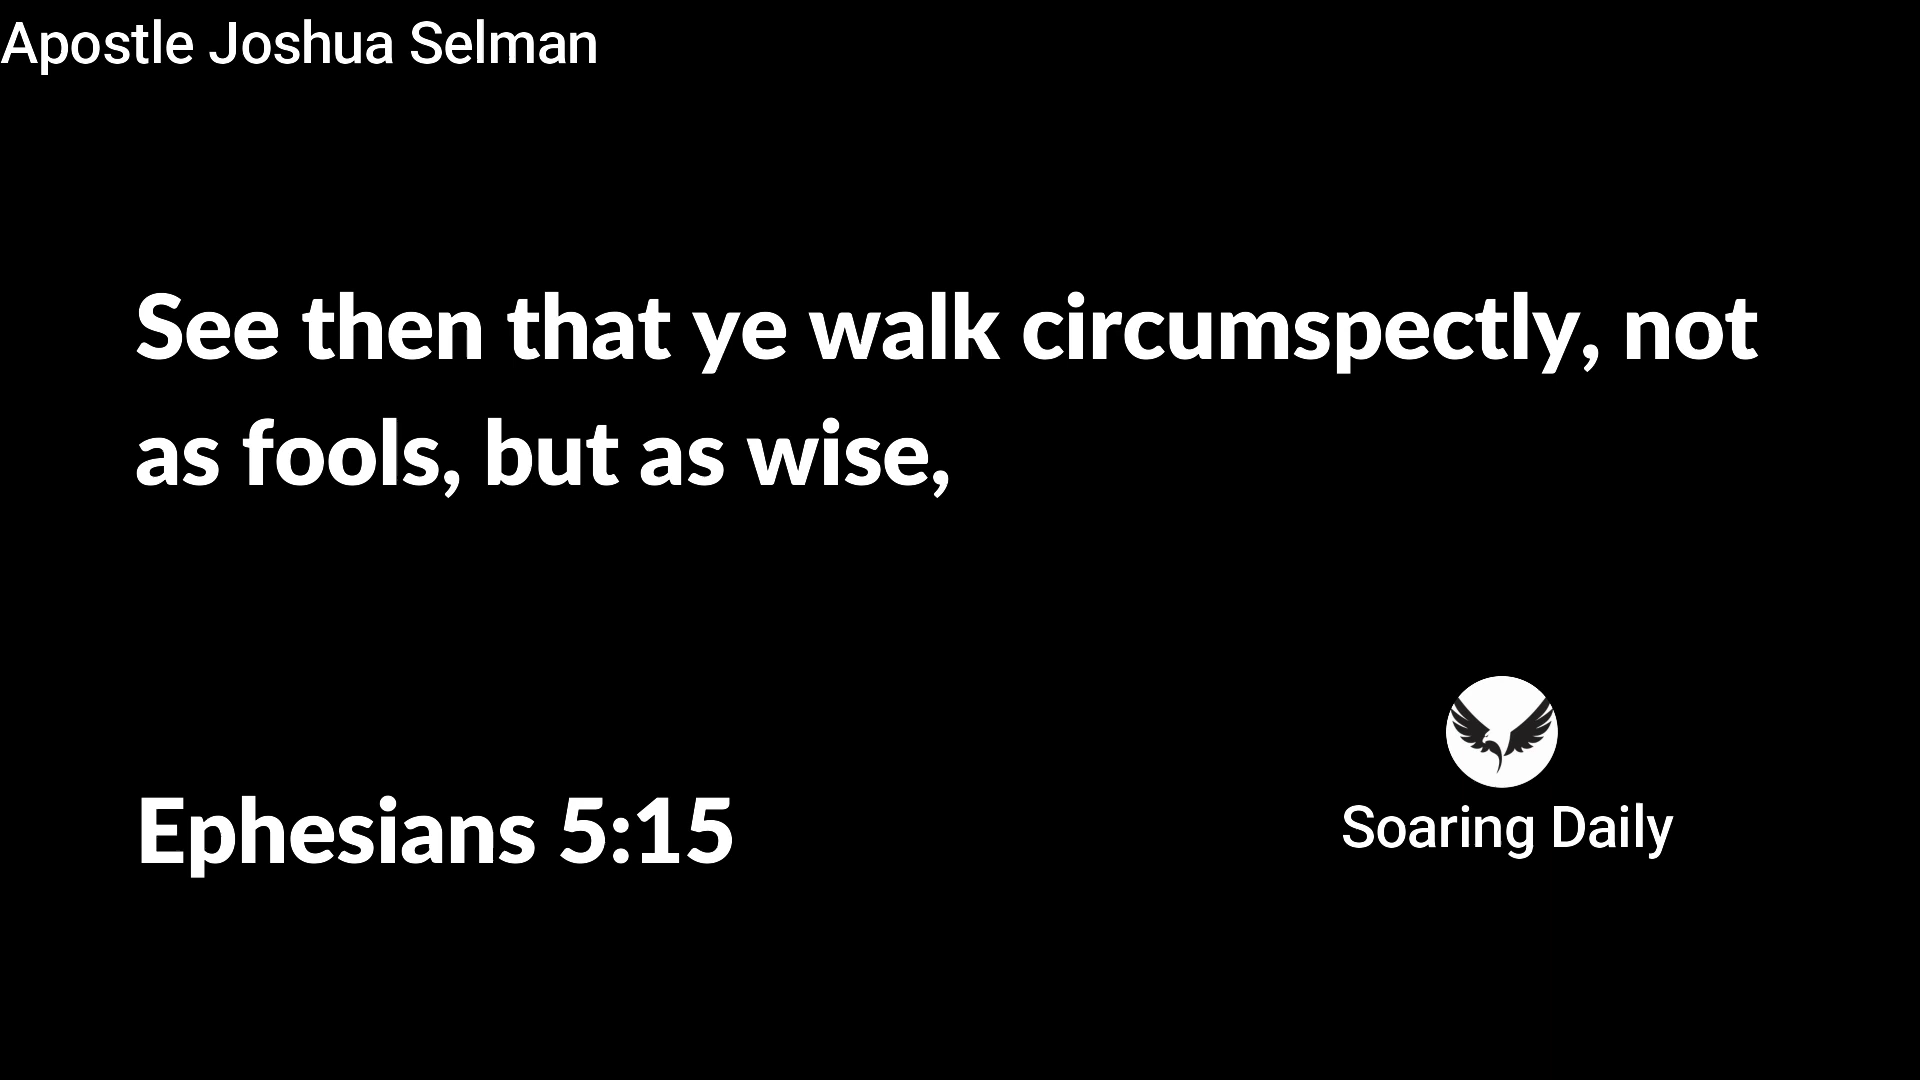 Apostle Joshua Selman
See then that ye walk circumspectly, not
as fools, but as wise,
Ephesians 5:15
Soaring Daily